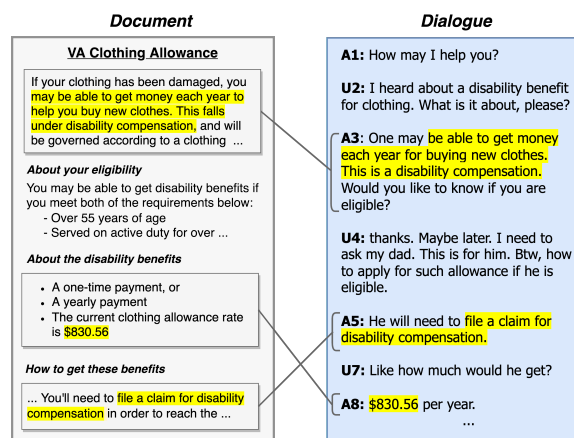 Document
VA Clothing Allowance
If your clothing has been damaged, you
may be able to get money each year to
help you buy new clothes. This falls
under disability compensation, and will
be governed according to a clothing ...
About your eligibility
You may be able to get disability benefits if
you meet both of the requirements below:
- Over 55 years of age
- Served on active duty for over ...
About the disability benefits
• A one-time payment, or
• A yearly payment
• The current clothing allowance rate
is $830.56
How to get these benefits
... You'll need to file a claim for disability
compensation in order to reach the ...
Dialogue
A1: How may I help you?
U2: I heard about a disability benefit
for clothing. What is it about, please?
A3: One may be able to get money
each year for buying new clothes.
This is a disability compensation.
Would you like to know if you are
eligible?
U4: thanks. Maybe later. I need to
ask my dad. This is for him. Btw, how
to apply for such allowance if he is
eligible.
A5: He will need to file a claim for
disability compensation.
U7: Like how much would he get?
A8: $830.56 per year.
...